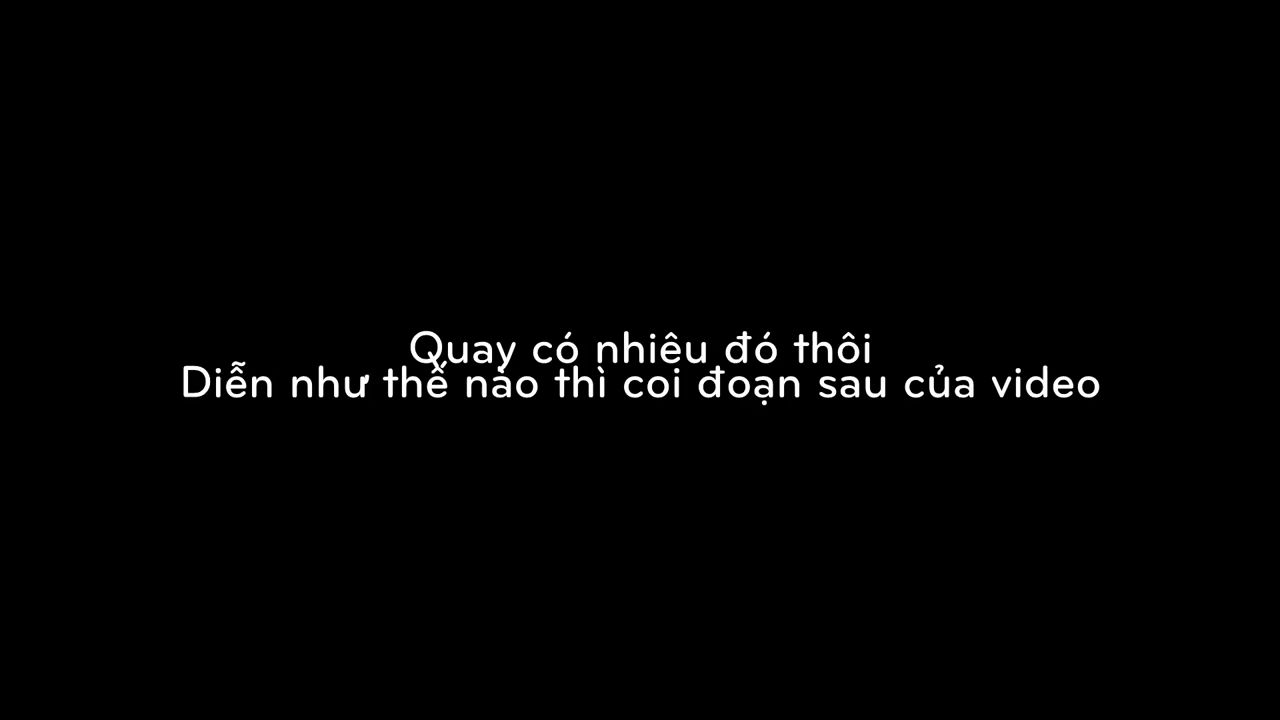 Quay có nhiêu đó thôi
Diễn như thế nào thì coi đoạn sau của video